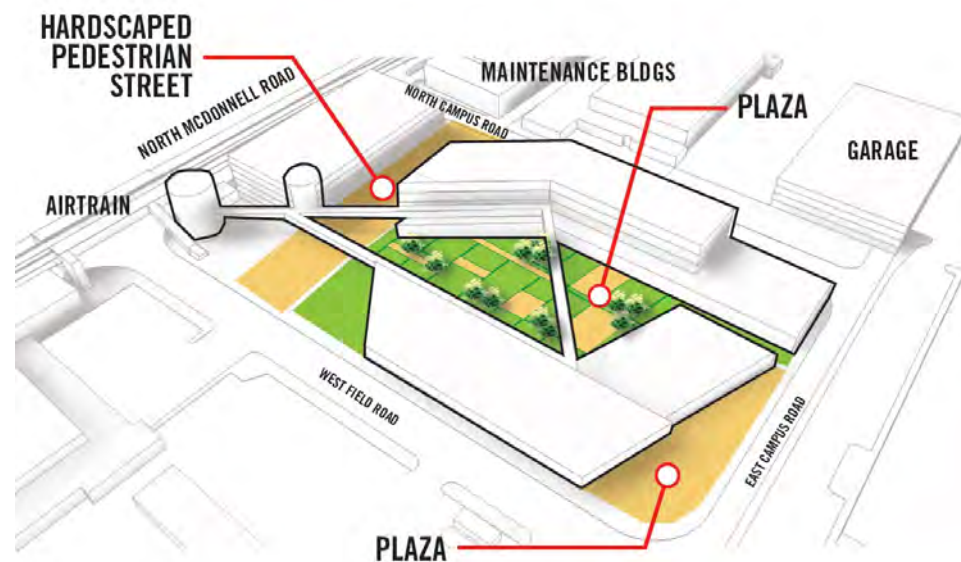 HARDSCAPED
PEDESTRIAN
STREET
NORTH MCDONNELL ROAD
MAINTENANCE BLDGS
NORTH CAMPUS ROAD
PLAZA
GARAGE
AIRTRAIN
WEST FIELD ROAD
EAST CAMPUS ROAD
PLAZA